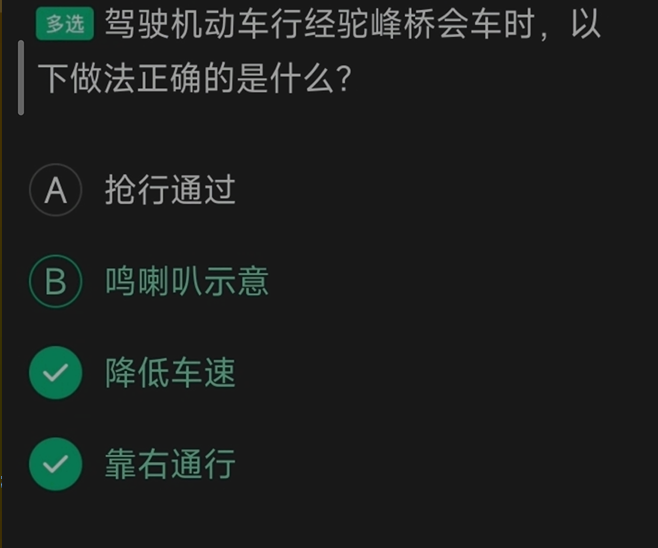 多选 驾驶机动车行经驼峰桥会车时，以
下做法正确的是什么？
A 抢行通过
B 鸣喇叭示意
降低车速
靠右通行